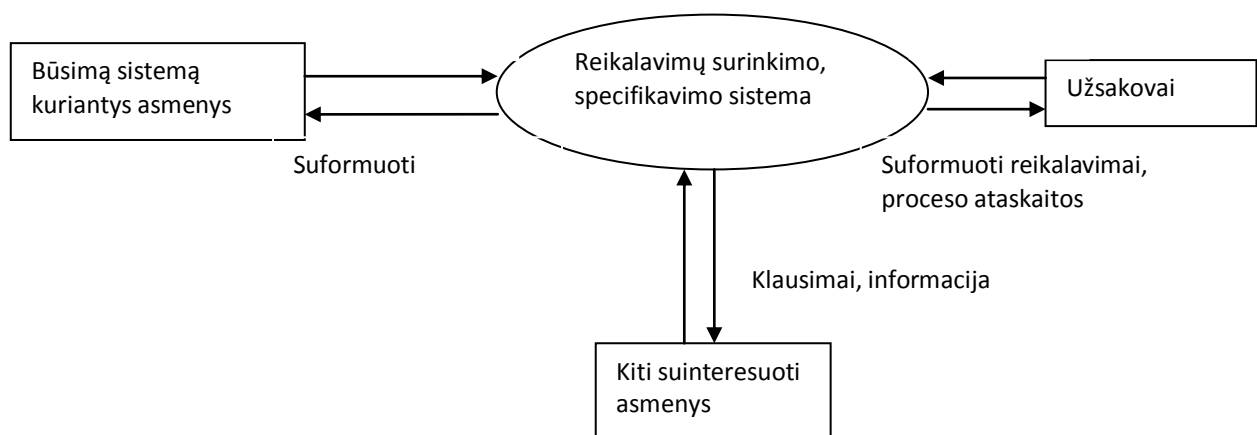 Būsimą sistemą
kuriantys asmenys
Reikalavimų surinkimo,
specifikavimo sistema
Užsakovai
Suformuoti
Suformuoti reikalavimai,
proceso ataskaitos
Klausimai, informacija
Kiti suinteresuoti
asmenys